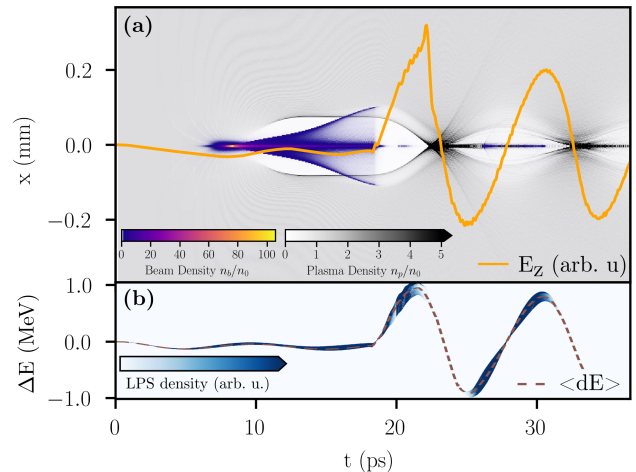 (a)
0.2
0.0
−0.2
x (mm)
0 20 40 60 80 100
Beam Density n_b/n_0
0 1 2 3 4 5
Plasma Density n_p/n_0
E_z (arb. u)
(b)
1.0
0.0
−1.0
ΔE (MeV)
LPS density (arb. u.)
<dE>
0 10 20 30
t (ps)